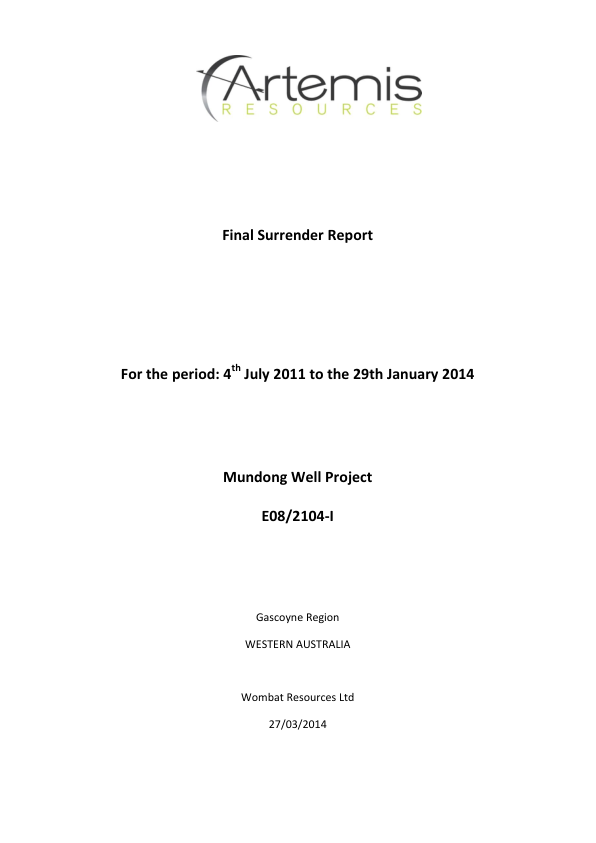 Artemis
RESOURCES
Final Surrender Report
For the period: 4th July 2011 to the 29th January 2014
Mundong Well Project
E08/2104-I
Gascoyne Region
WESTERN AUSTRALIA
Wombat Resources Ltd
27/03/2014